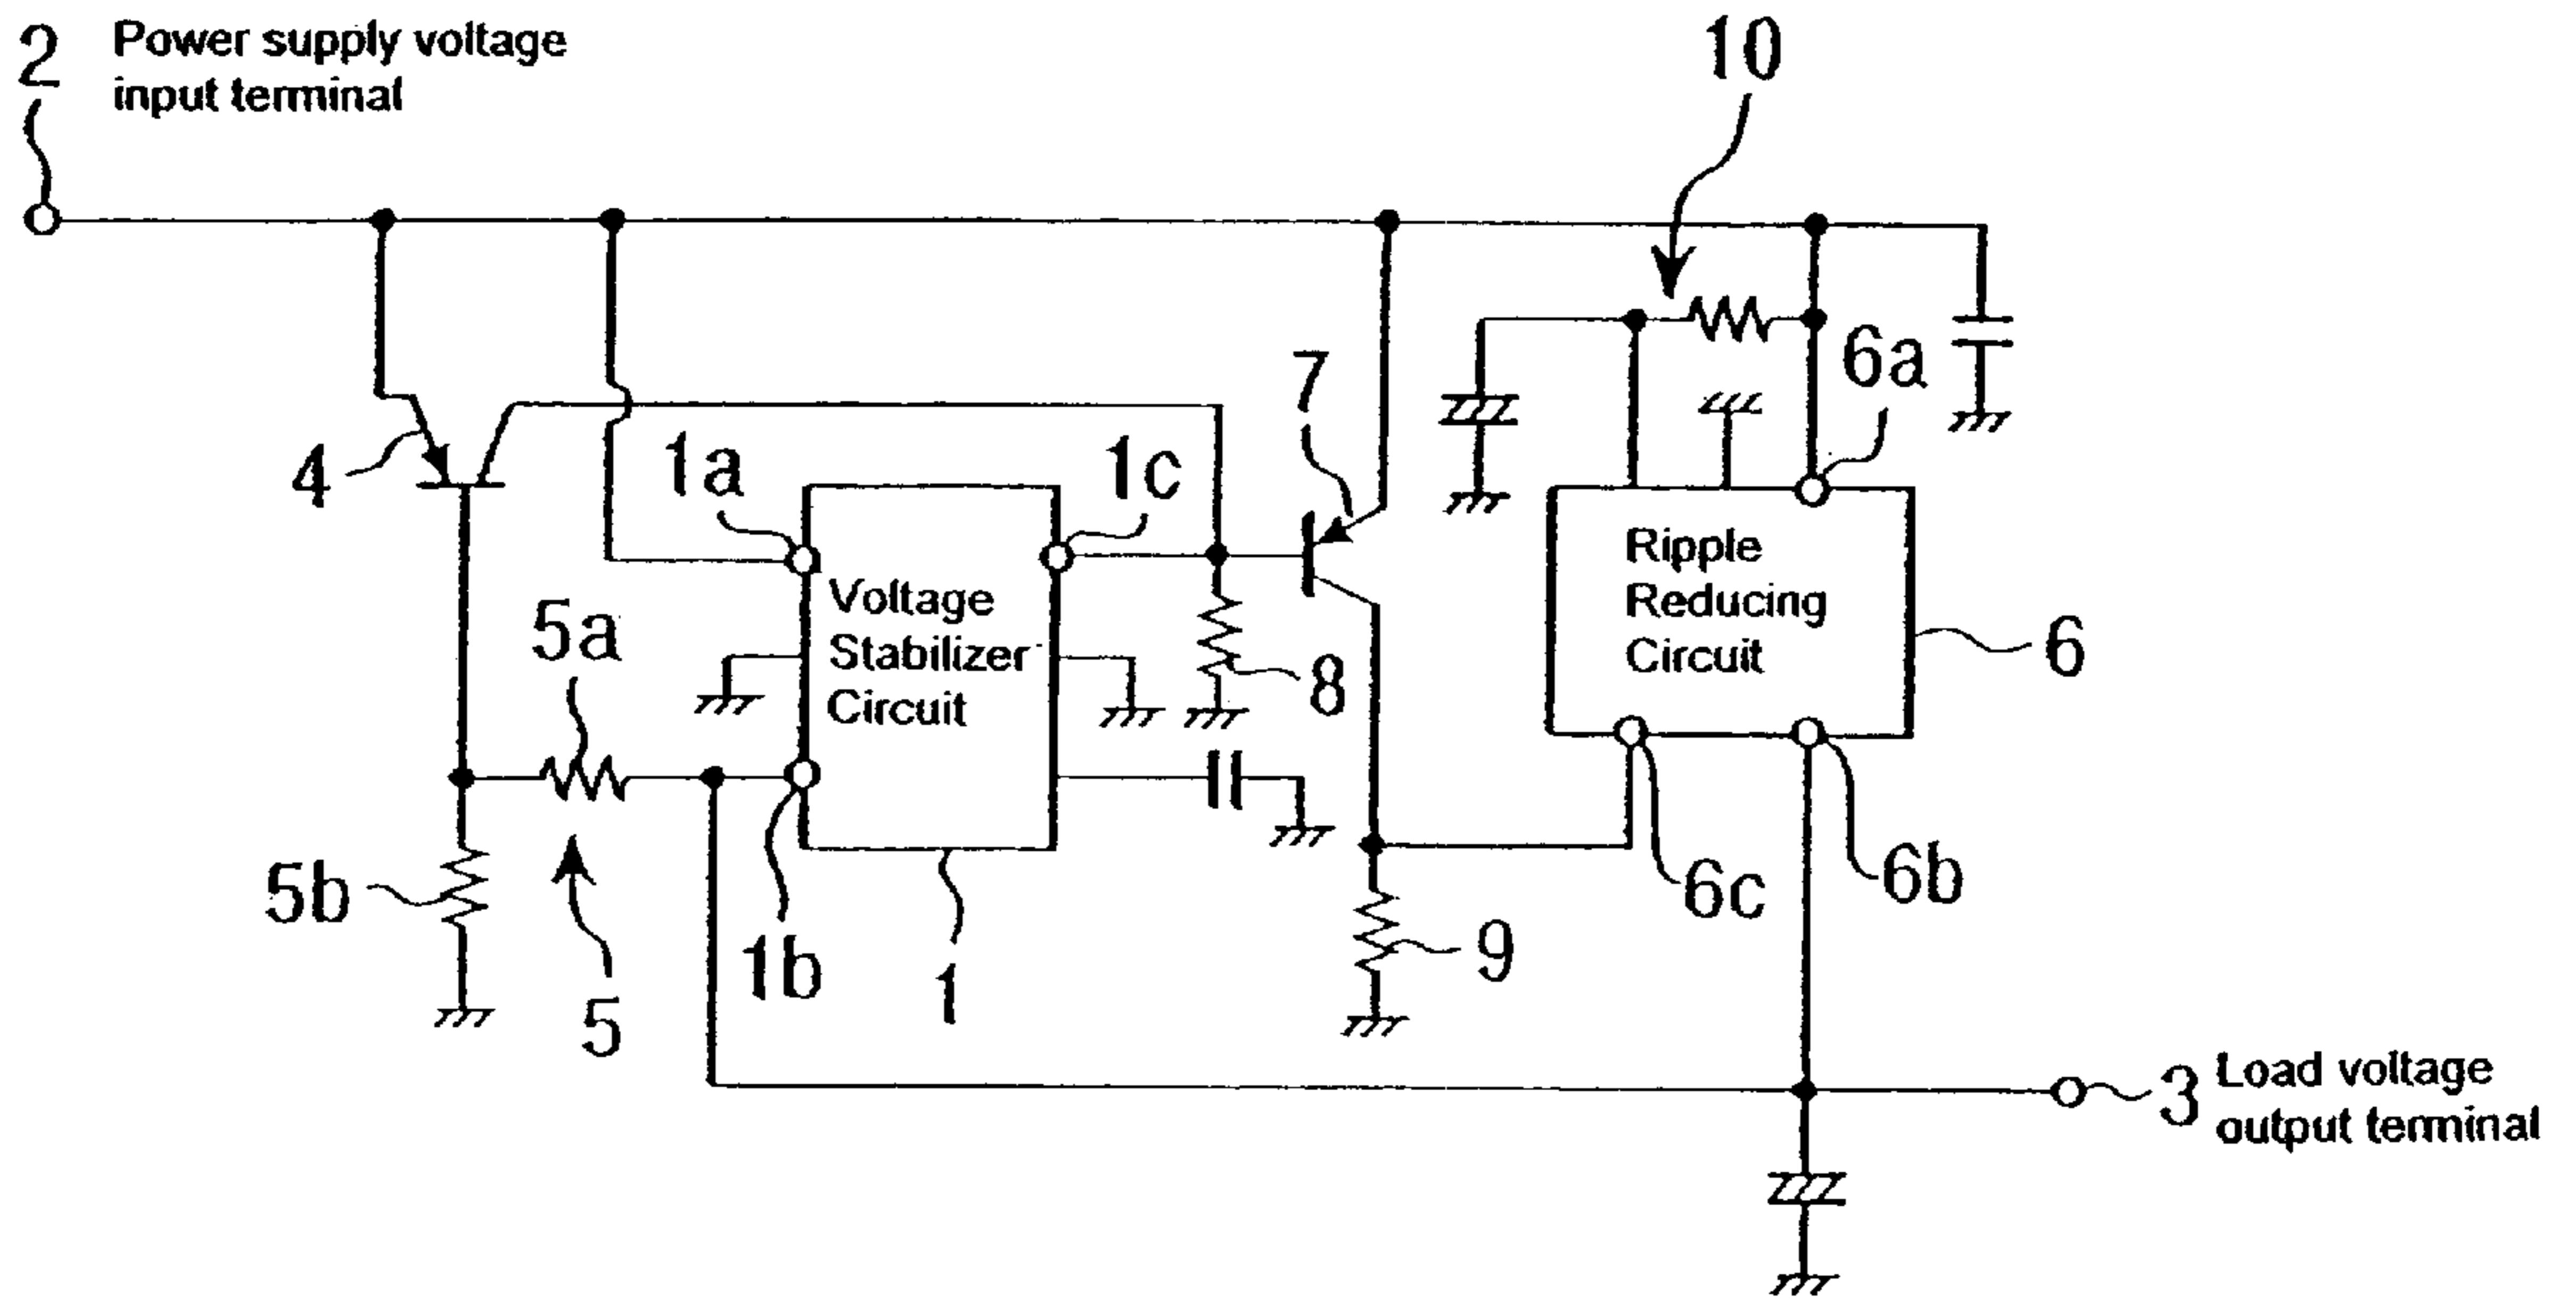 2
Power supply voltage
input terminal
10
6a
7
4
1a
1c
Voltage
Stabilizer
Circuit
Ripple
Reducing
Circuit
5a
8
6
5b
5
1b
1
9
6c
6b
3
Load voltage
output terminal